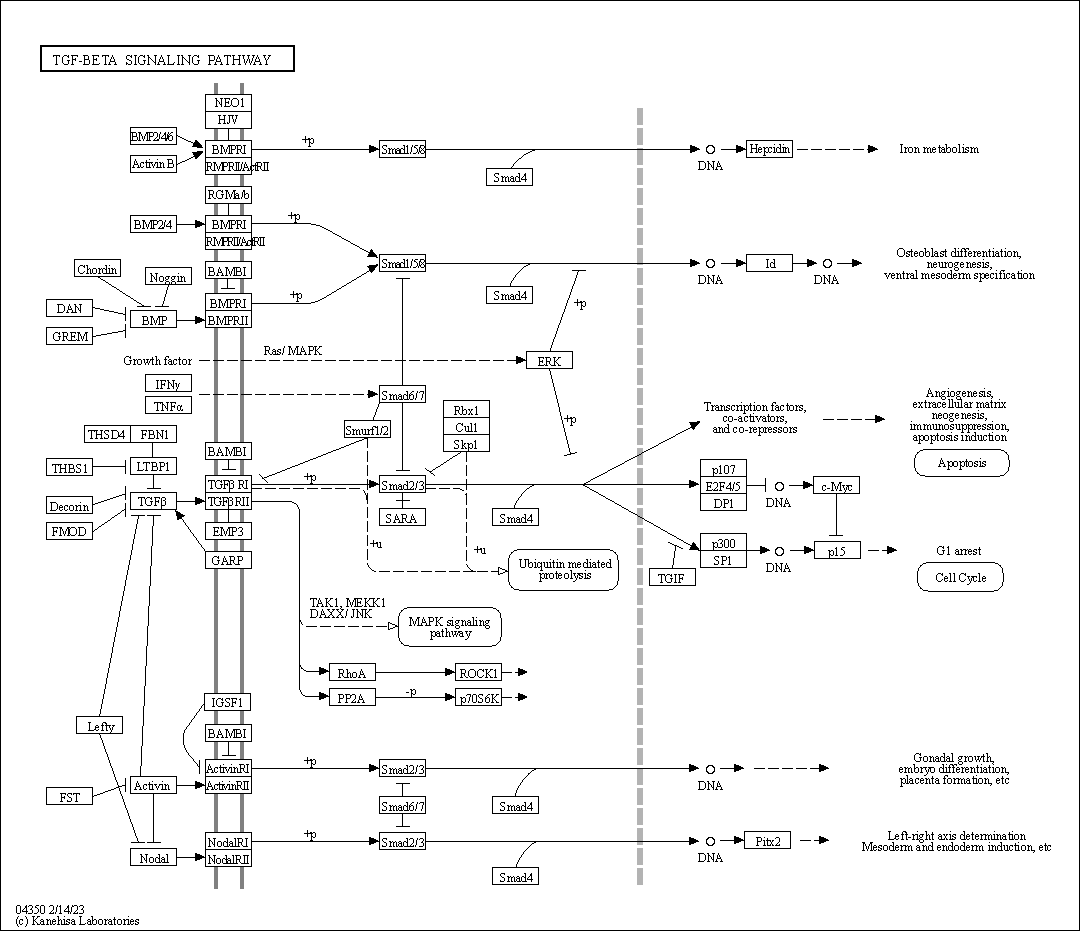 TGF-BETA SIGNALING PATHWAY
NEO1
HJV
BMP2/4/6
Activin B
BMPRI
BMPRII/ActRII
+p
Smad1/5/8
Smad4
DNA
Hepcidin
Iron metabolism
RGMa/b
BMP2/4
BMPRI
BMPRII/ActRII
+p
Smad1/5/8
Smad4
DNA
Id
DNA
Osteoblast differentiation,
neurogenesis,
ventral mesoderm specification
Chordin
Noggin
BAMBI
DAN
GREM
BMP
BMPRI
BMPRII
+p
+p
Growth factor
Ras/ MAPK
ERK
IFNγ
TNFα
Smad6/7
+p
Rbx1
Cul1
Skp1
Smurf1/2
Transcription factors,
co-activators,
and co-repressors
Angiogenesis,
extracellular matrix
neogenesis,
immunosuppression,
apoptosis induction
Apoptosis
THSD4
FBN1
THBS1
LTBP1
BAMBI
Decorin
FMOD
TGFβ
TGFβ RI
TGFβ RII
+p
Smad2/3
SARA
Smad4
p107
E2F4/5
DP1
DNA
c-Myc
EMP3
GARP
+u
+u
Ubiquitin mediated
proteolysis
p300
SP1
TGIF
DNA
p15
G1 arrest
Cell Cycle
TAK1, MEKK1
DAXX/ JNK
MAPK signaling
pathway
RhoA
ROCK1
PP2A
-p
p70S6K
IGSF1
Lefty
BAMBI
FST
Activin
ActivinRI
ActivinRII
+p
Smad2/3
Smad4
DNA
Gonadal growth,
embryo differentiation,
placenta formation, etc
Smad6/7
Nodal
NodalRI
NodalRII
+p
Smad2/3
Smad4
DNA
Pitx2
Left-right axis determination
Mesoderm and endoderm induction, etc
04350 2/14/23
(c) Kanehisa Laboratories